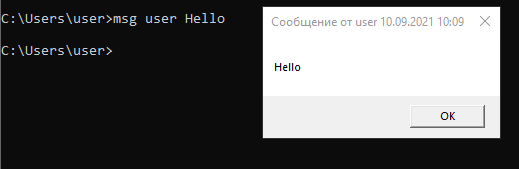 C:\Users\user>msg user Hello
C:\Users\user>
Сообщение от user 10.09.2021 10:09
Hello
OK